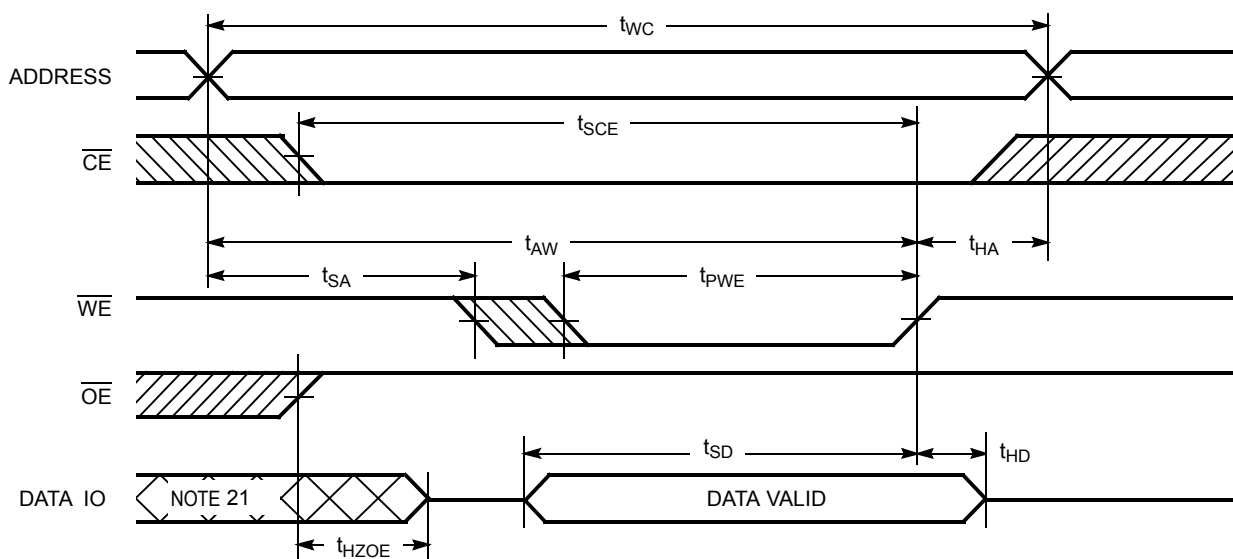 tWC
ADDRESS
tSCE
CE
tAW
tHA
tSA
tPWE
WE
OE
tSD
tHD
DATA IO
NOTE 21
DATA VALID
tHZOE